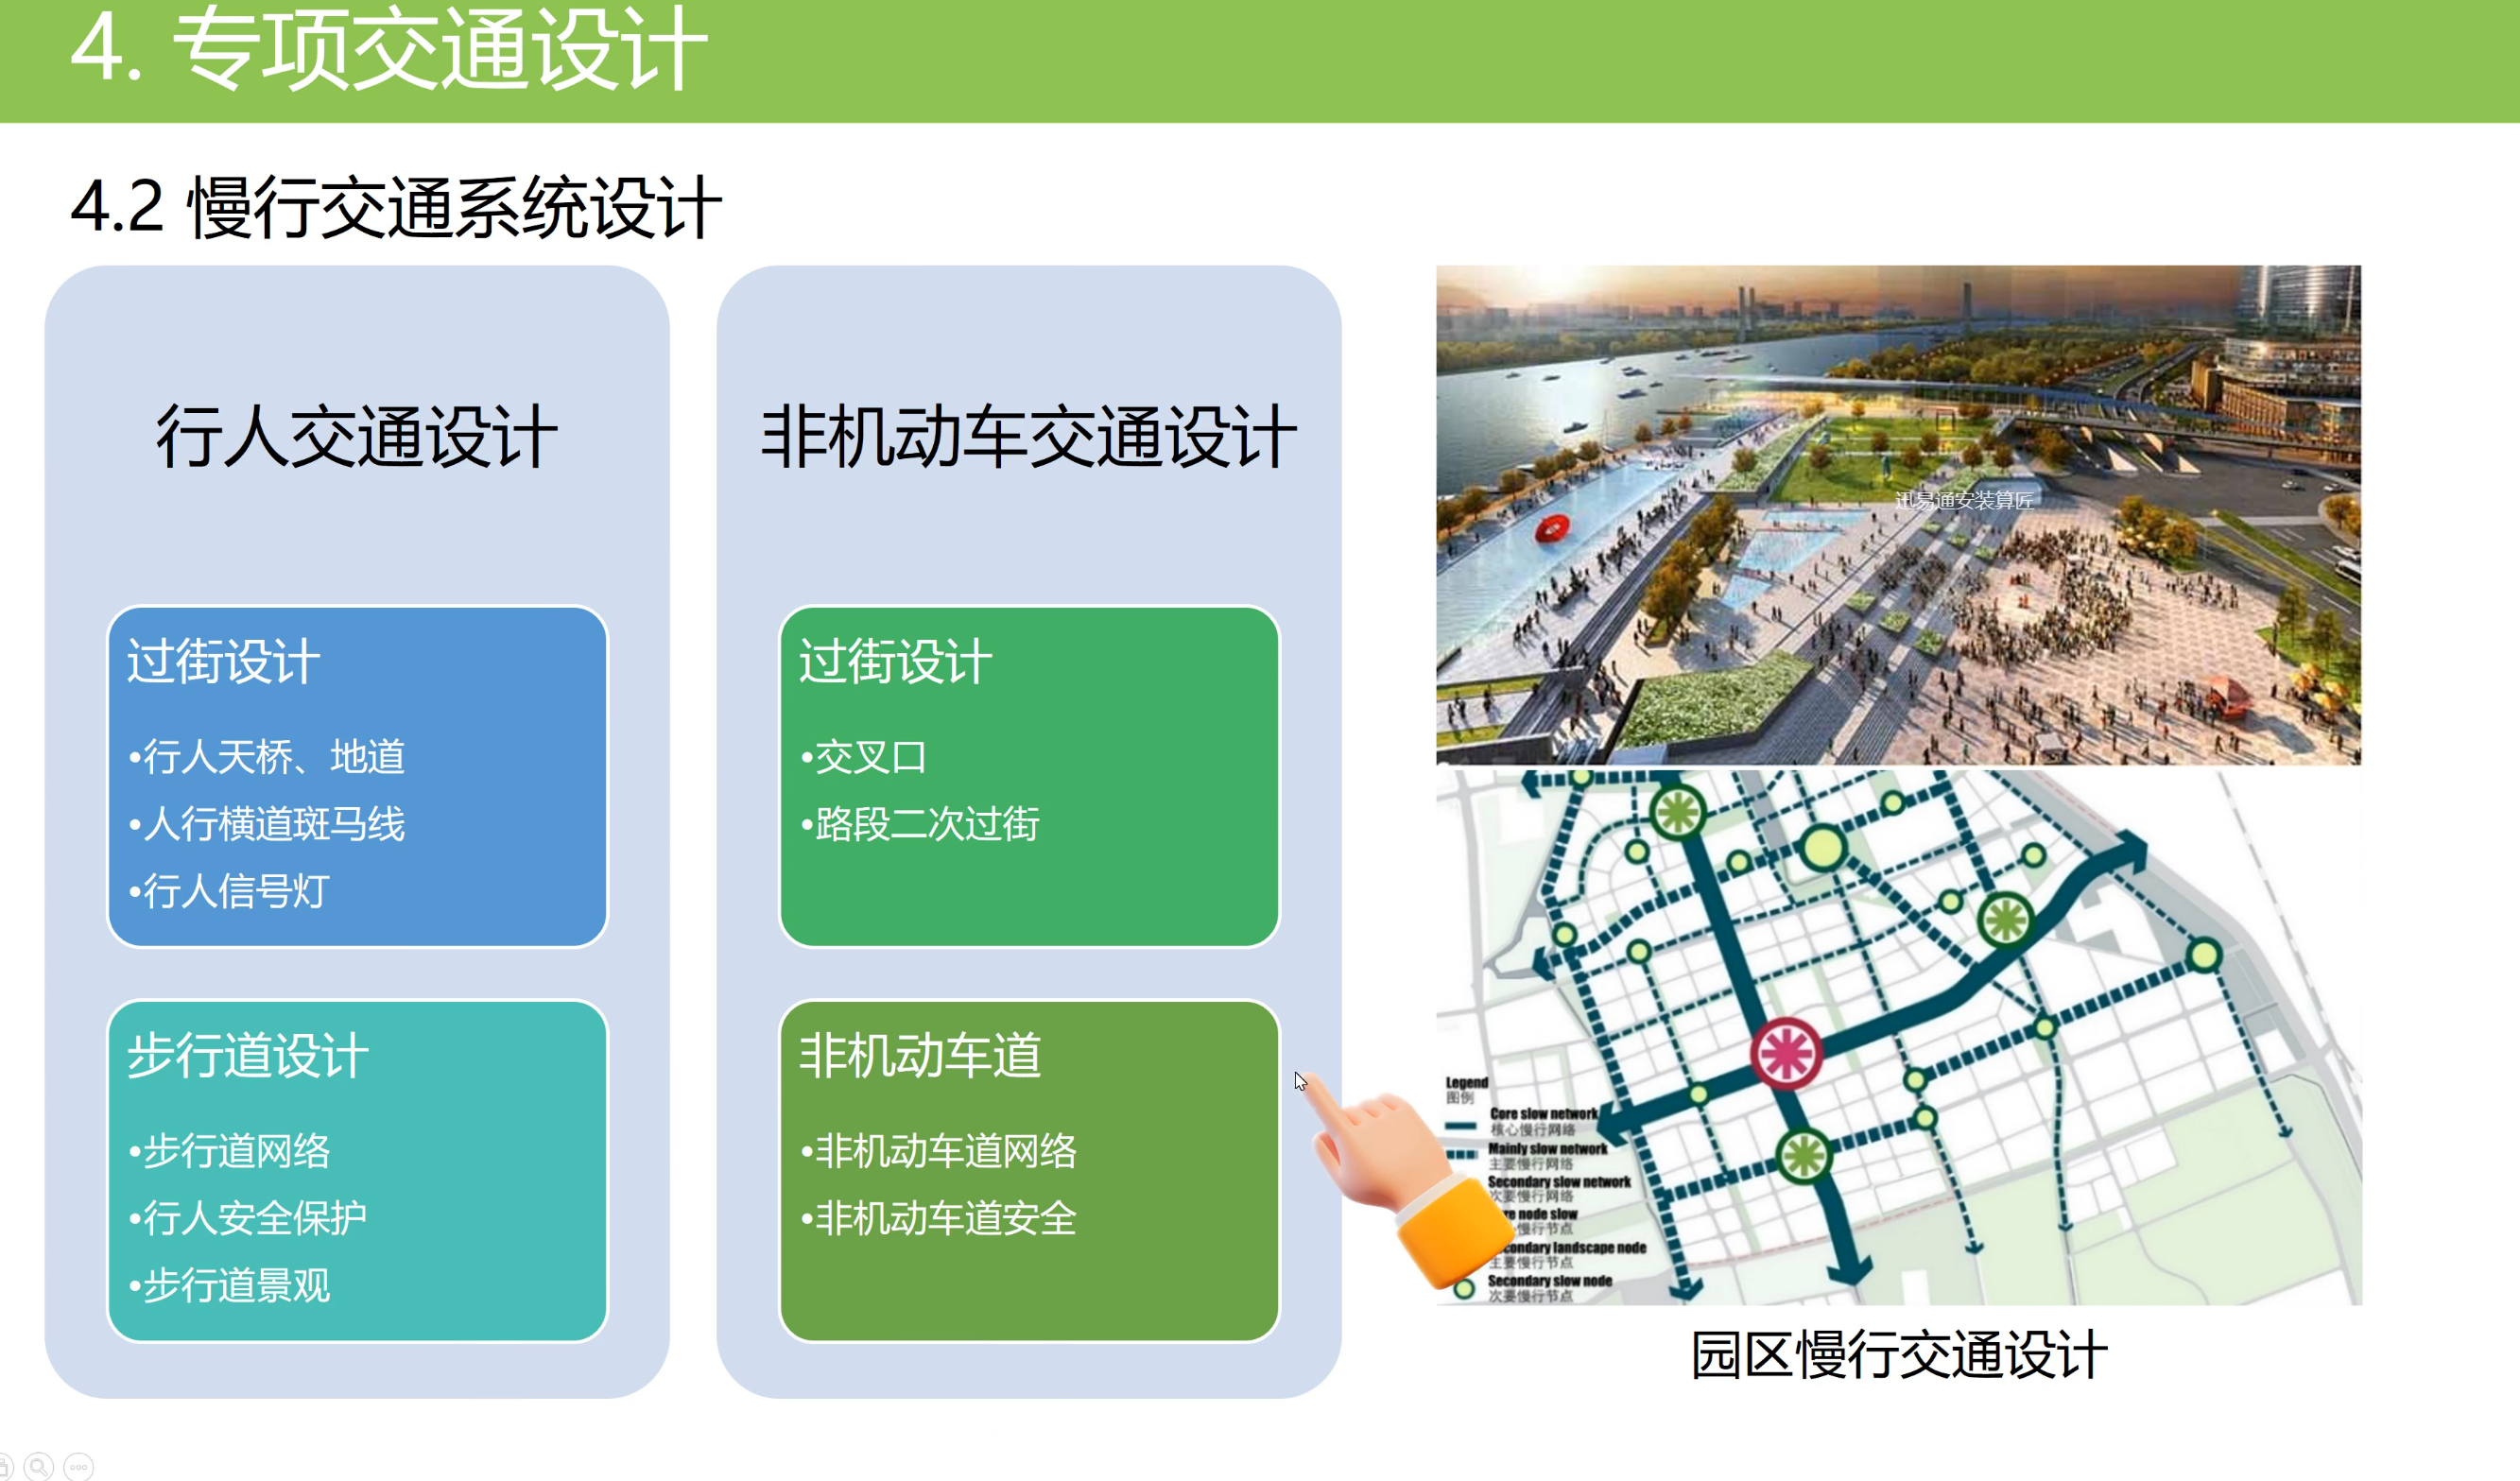 4. 专项交通设计
4.2 慢行交通系统设计
行人交通设计
过街设计
•行人天桥、地道
•人行横道斑马线
•行人信号灯
步行道设计
•步行道网络
•行人安全保护
•步行道景观
非机动车交通设计
过街设计
•交叉口
•路段二次过街
非机动车道
•非机动车道网络
•非机动车道安全
迅易通安装算匠
Legend
图例
Core slow network
核心慢行网络
Mainly slow network
主要慢行网络
Secondary slow network
次要慢行网络
node slow
慢行节点
landscape node
主要慢行节点
Secondary slow node
次要慢行节点
园区慢行交通设计